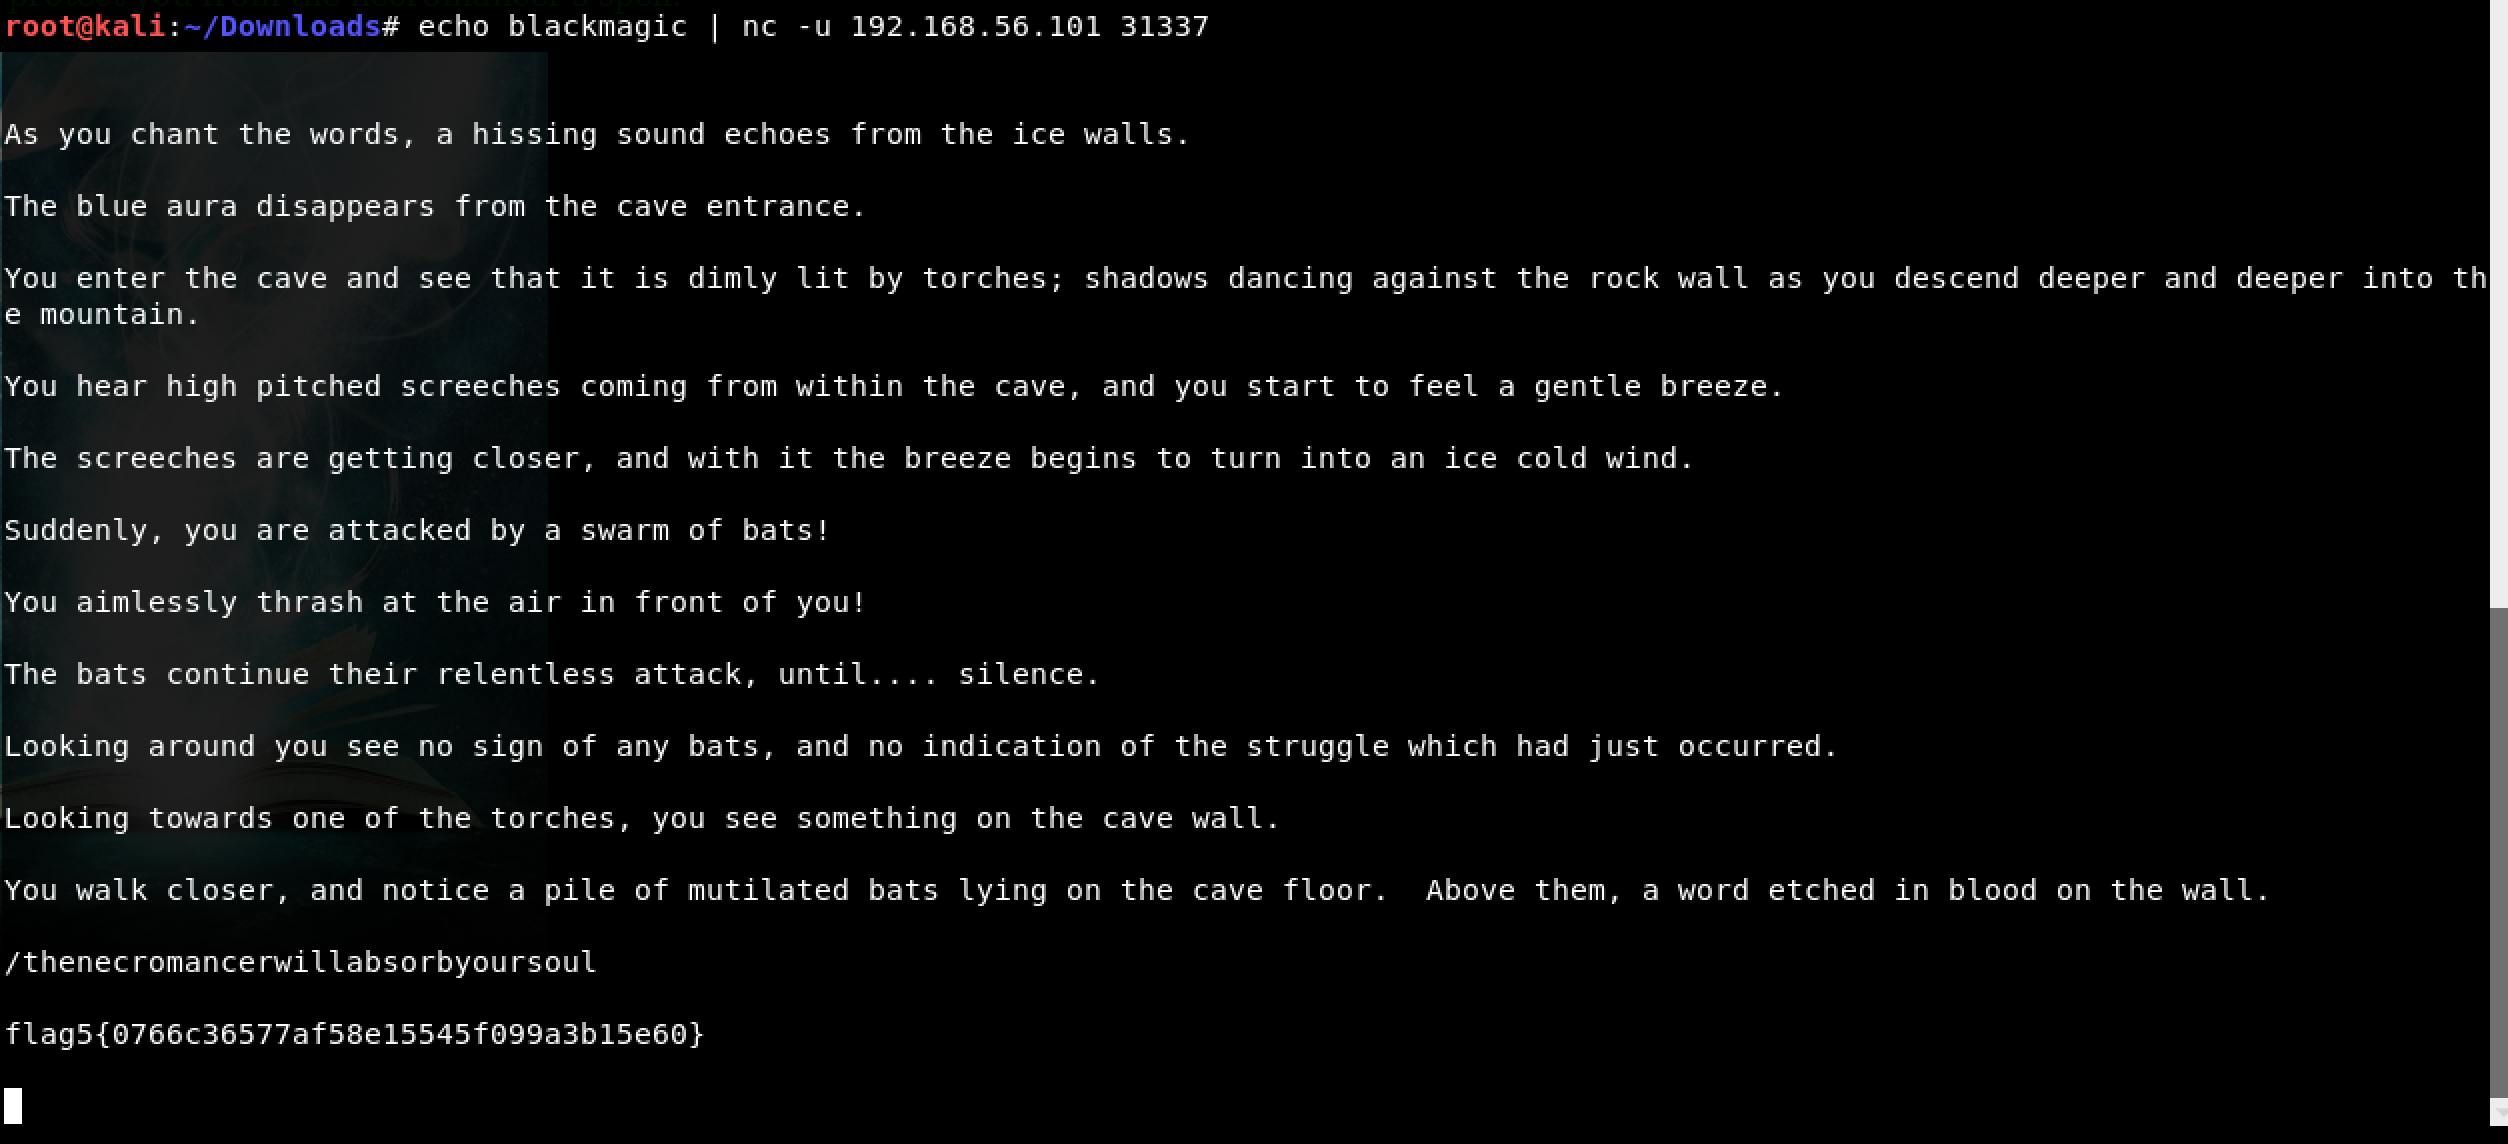 root@kali:~/Downloads# echo blackmagic | nc -u 192.168.56.101 31337
As you chant the words, a hissing sound echoes from the ice walls.
The blue aura disappears from the cave entrance.
You enter the cave and see that it is dimly lit by torches; shadows dancing against the rock wall as you descend deeper and deeper into th
e mountain.
You hear high pitched screeches coming from within the cave, and you start to feel a gentle breeze.
The screeches are getting closer, and with it the breeze begins to turn into an ice cold wind.
Suddenly, you are attacked by a swarm of bats!
You aimlessly thrash at the air in front of you!
The bats continue their relentless attack, until.... silence.
Looking around you see no sign of any bats, and no indication of the struggle which had just occurred.
Looking towards one of the torches, you see something on the cave wall.
You walk closer, and notice a pile of mutilated bats lying on the cave floor.  Above them, a word etched in blood on the wall.
/thenecromancerwillabsorbyoursoul
flag5{0766c36577af58e15545f099a3b15e60}